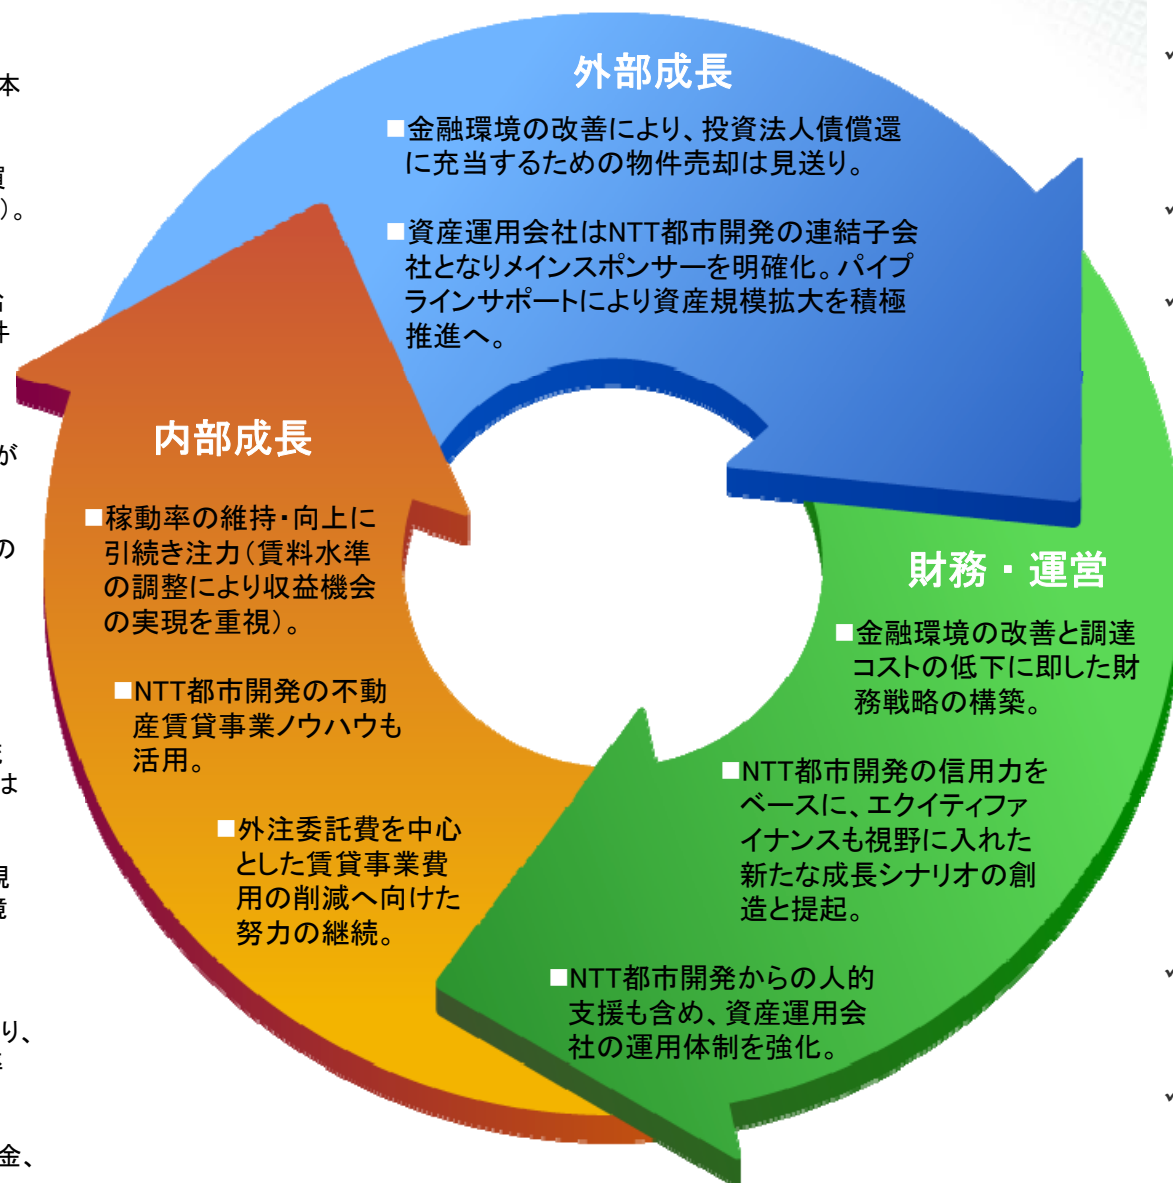 本
買
)。
台
件
が
の
は
規
境
り、
金、
外部成長
■金融環境の改善により、投資法人債償還
に充当するための物件売却は見送り。
■資産運用会社はNTT都市開発の連結子会
社となりメインスポンサーを明確化。パイプ
ラインサポートにより資産規模拡大を積極
推進へ。
内部成長
■稼動率の維持・向上に
引続き注力(賃料水準
の調整により収益機会
の実現を重視)。
■NTT都市開発の不動
産賃貸事業ノウハウも
活用。
■外注委託費を中心
とした賃貸事業費
用の削減へ向けた
努力の継続。
財務・運営
■金融環境の改善と調達
コストの低下に即した財
務戦略の構築。
■NTT都市開発の信用力を
ベースに、エクイティファ
イナンスも視野に入れた
新たな成長シナリオの創
造と提起。
■NTT都市開発からの人的
支援も含め、資産運用会
社の運用体制を強化。